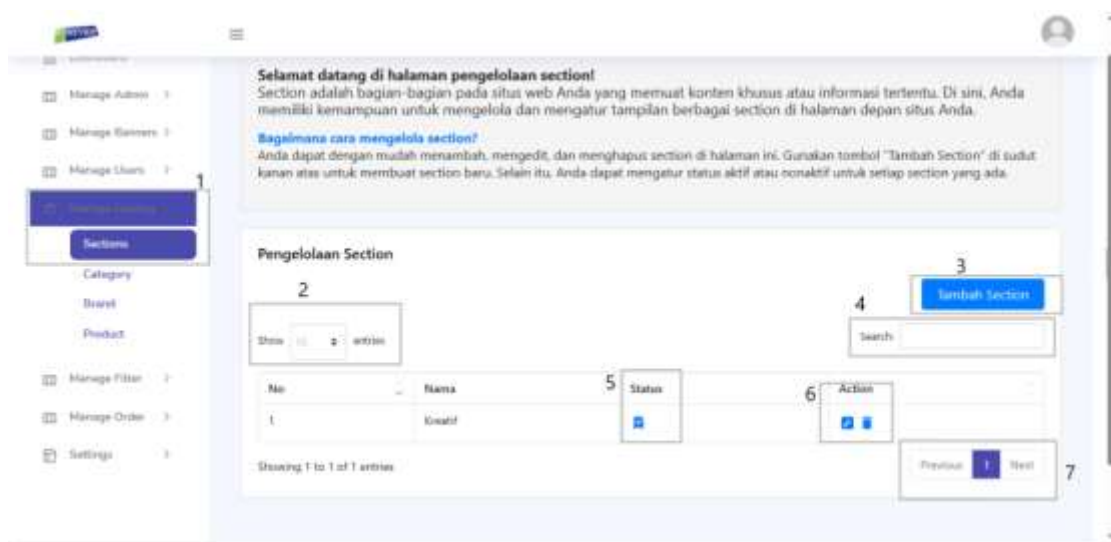 Selamat datang di halaman pengelolaan section!
Section adalah bagian-bagian pada situs web Anda yang memuat konten khusus atau informasi tertentu. Di sini, Anda
memiliki kemampuan untuk mengelola dan mengatur tampilan berbagai section di halaman depan situs Anda.
Bagaimana cara mengelola section?
Anda dapat dengan mudah menambah, mengedit, dan menghapus section di halaman ini. Gunakan tombol "Tambah Section" di sudut
kanan atas untuk membuat section baru. Selain itu, Anda dapat mengatur status aktif atau nonaktif untuk setiap section yang ada.
Manage Admin
Manage Banners
Manage Users
1
Sections
Category
Brand
Product
Manage Filter
Manage Order
Settings
Pengelolaan Section
3
Tambah Section
2
4
Show entries
Search
No Nama 5 Status 6 Action
1 Kreatif
Showing 1 to 1 of 1 entries
Previous 1 Next 7